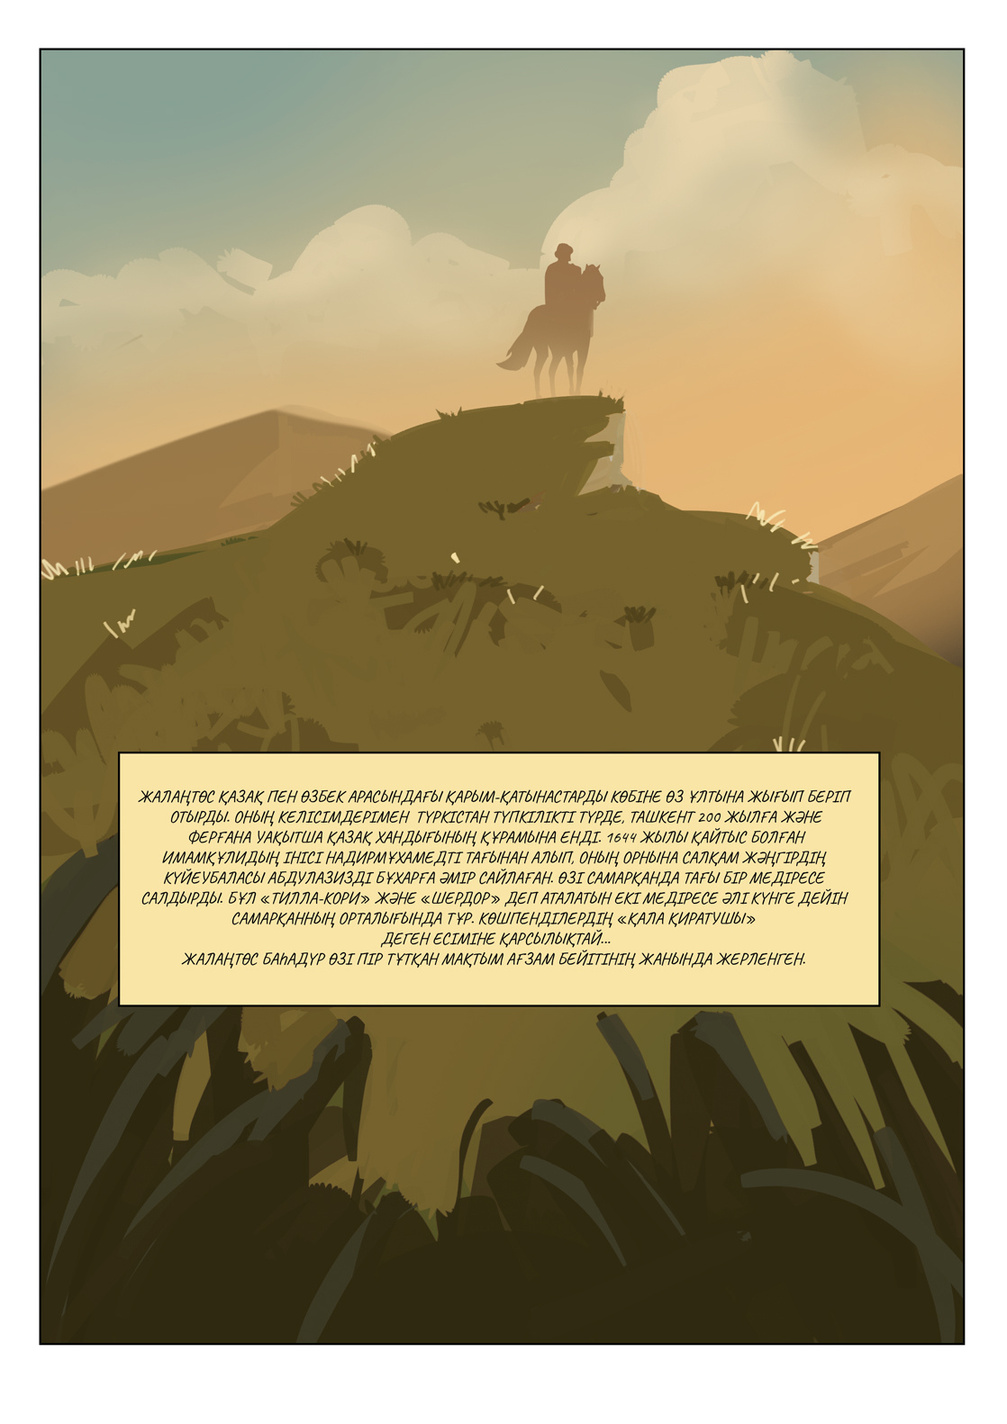 ЖАЛАҢТӨС ҚАЗАҚ ПЕН ӨЗБЕК АРАСЫНДАҒЫ ҚАРЫМ-ҚАТЫНАСТАРДЫ КӨБІНЕ ӨЗ ҰЛТЫНА ЖЫҒЫП БЕРІП
ОТЫРДЫ. ОНЫҢ КЕЛІСІМДЕРІМЕН ТҮРКІСТАН ТҮПКІЛІКТІ ТҮРДЕ, ТАШКЕНТ 200 ЖЫЛҒА ЖӘНЕ
ФЕРҒАНА УАҚЫТША ҚАЗАҚ ХАНДЫҒЫНЫҢ ҚҰРАМЫНА ЕНДІ. 1644 ЖЫЛЫ ҚАЙТЫС БОЛҒАН
ИМАМҚҰЛИДЫҢ ІНІСІ НАДИРМҰХАМЕДТІ ТАҒЫНАН АЛЫП, ОНЫҢ ОРНЫНА САЛҚАМ ЖӘҢГІРДІҢ
КҮЙЕУБАЛАСЫ АБДУЛАЗИЗДІ БҰХАРҒА ӘМІР САЙЛАҒАН. ӨЗІ САМАРҚАНДА ТАҒЫ БІР МЕДІРЕСЕ
САЛДЫРДЫ. БҰЛ «ТИЛЛА-КОРИ» ЖӘНЕ «ШЕРДОР» ДЕП АТАЛАТЫН ЕКІ МЕДІРЕСЕ ӘЛІ КҮНГЕ ДЕЙІН
САМАРҚАННЫҢ ОРТАЛЫҒЫНДА ТҰР. КӨШПЕНДІЛЕРДІҢ «ҚАЛА ҚИРАТУШЫ»
ДЕГЕН ЕСІМІНЕ ҚАРСЫЛЫҚТАЙ...
ЖАЛАҢТӨС БАҺАДҮР ӨЗІ ПІР ТҰТҚАН МАҚТЫМ АҒЗАМ БЕЙІТІНІҢ ЖАНЫНДА ЖЕРЛЕНГЕН.